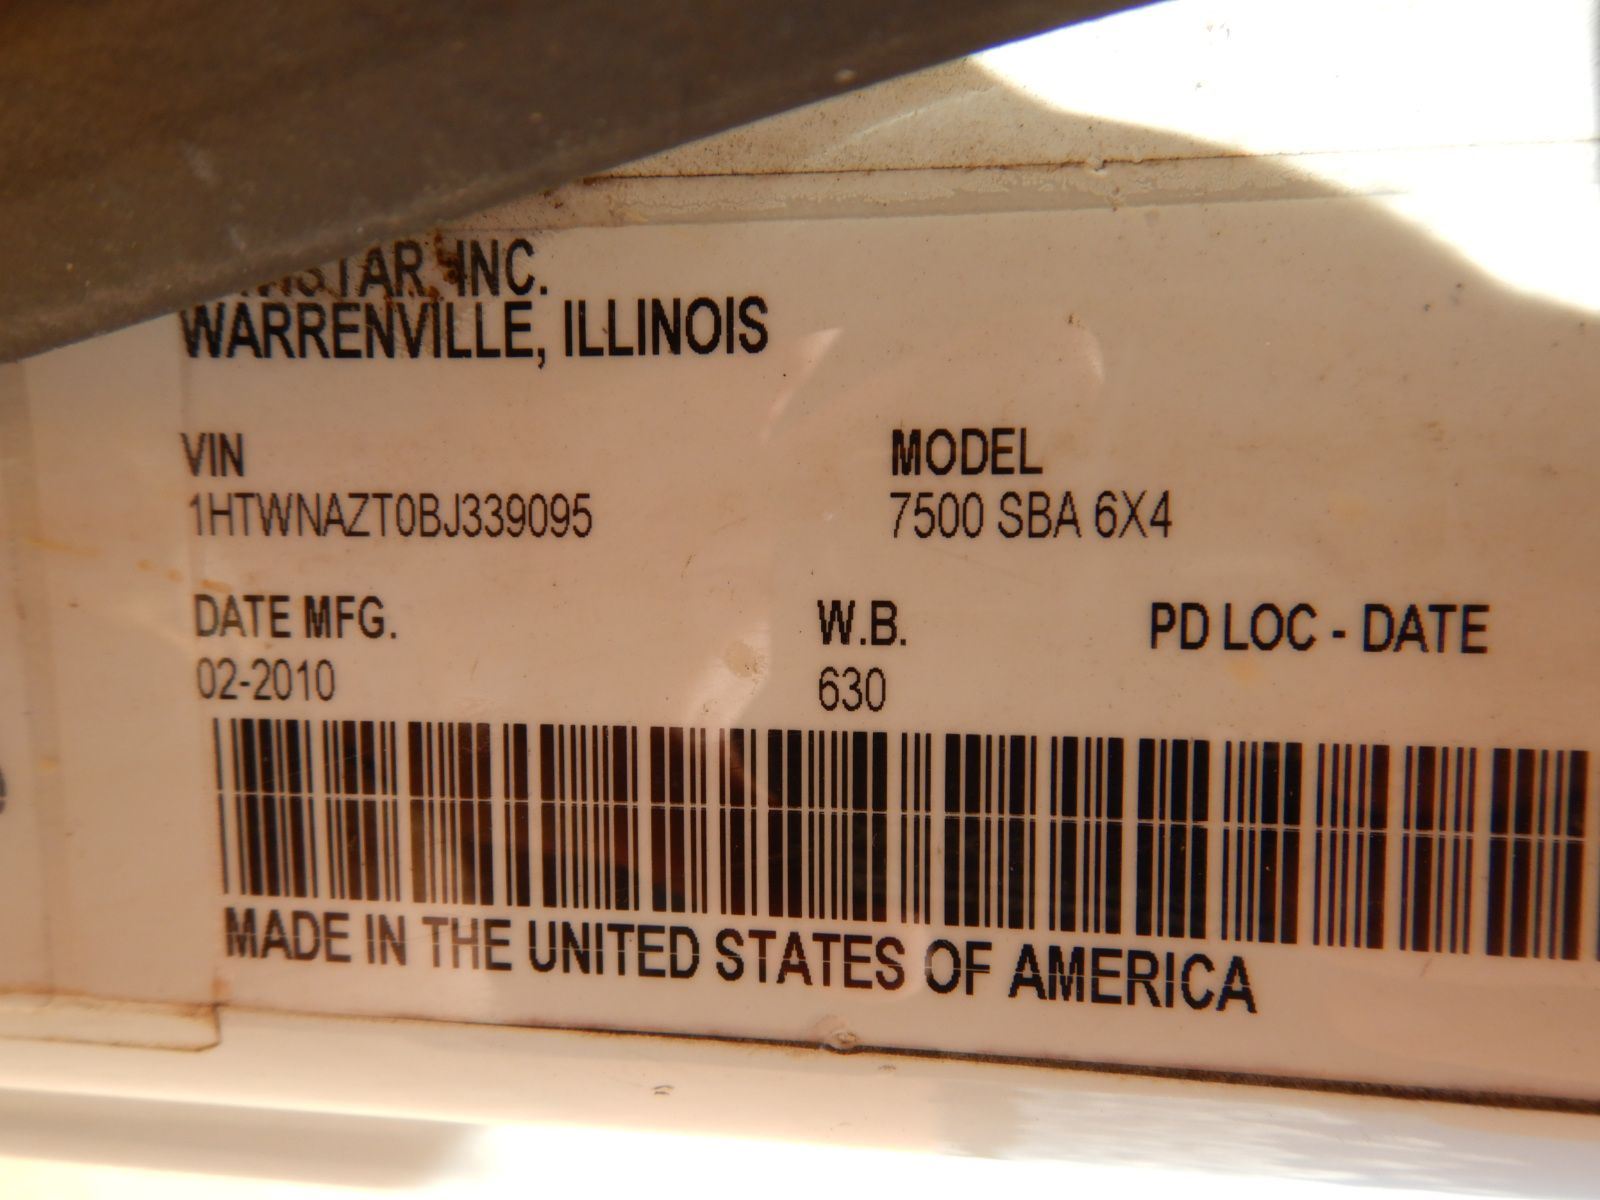 INC.
WARRENVILLE, ILLINOIS
VIN MODEL
1HTWNAZT0BJ339095 7500 SBA 6X4
DATE MFG. W.B. PD LOC - DATE
02-2010 630
MADE IN THE UNITED STATES OF AMERICA